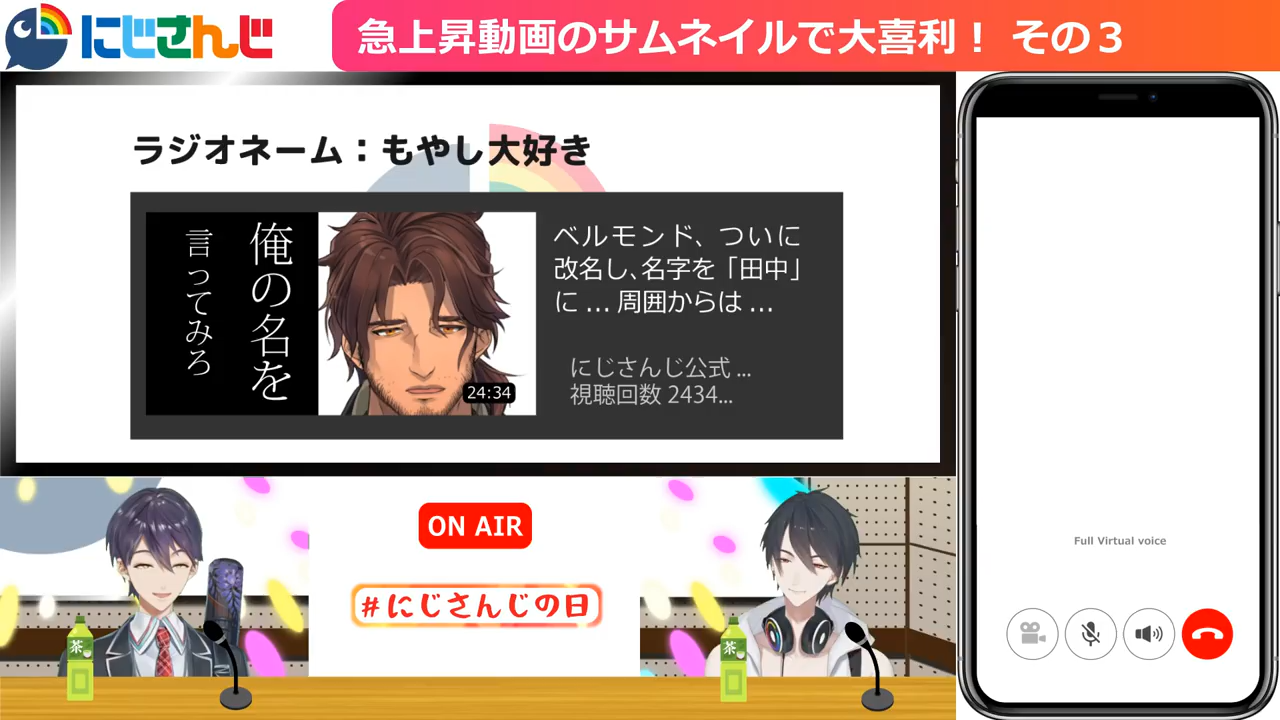 にじさんじ
急上昇動画のサムネイルで大喜利！ その３
ラジオネーム：もやし大好き
俺の名を
言ってみろ
24:34
ベルモンド、ついに
改名し、名字を「田中」
に … 周囲からは …
にじさんじ公式 ...
視聴回数 2434...
ON AIR
#にじさんじの日
茶
茶
Full Virtual voice